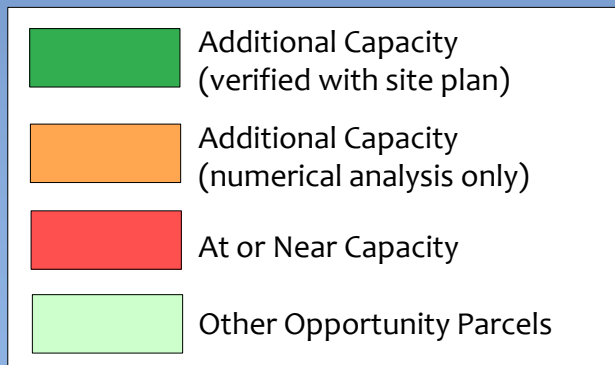 Additional Capacity
(verified with site plan)
Additional Capacity
(numerical analysis only)
At or Near Capacity
Other Opportunity Parcels